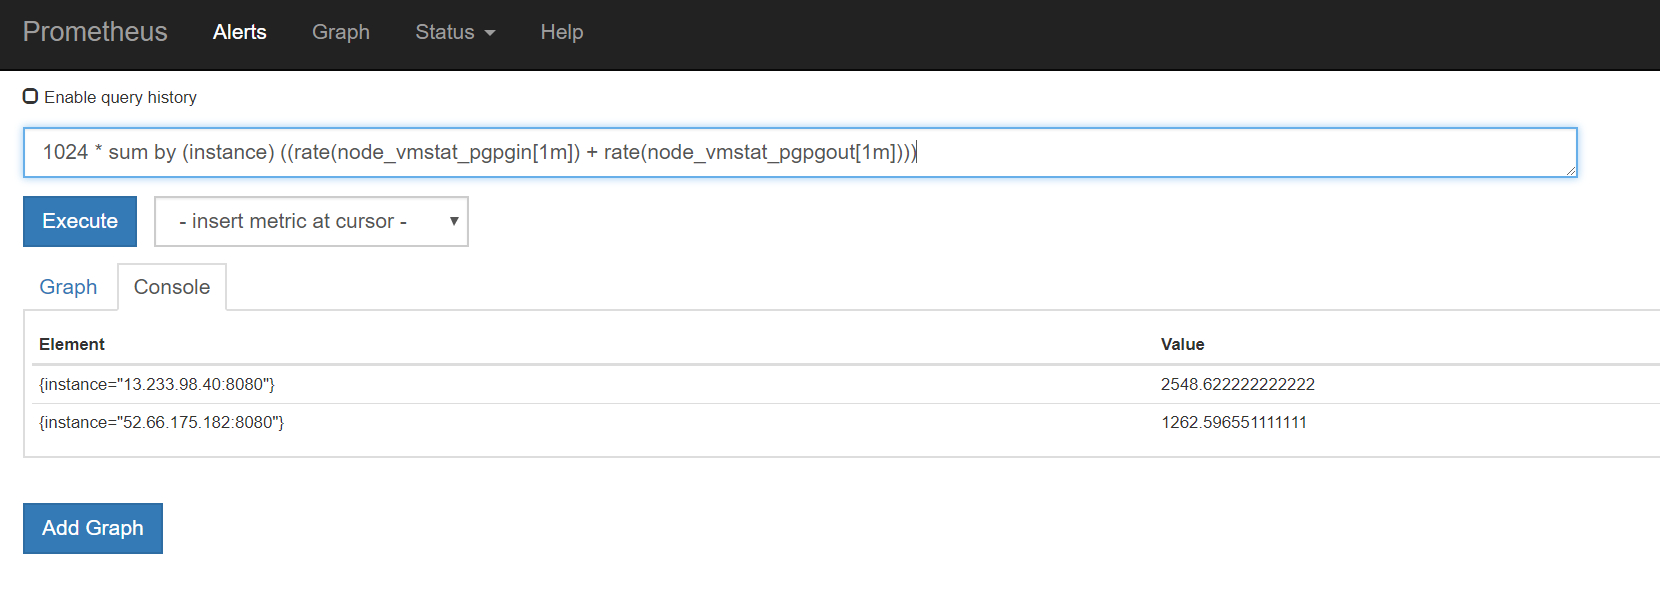 Prometheus Alerts Graph Status Help
Enable query history
1024 * sum by (instance) ((rate(node_vmstat_pgpgin[1m]) + rate(node_vmstat_pgpgout[1m])))
Execute - insert metric at cursor -
Graph Console
Element Value
{instance="13.233.98.40:8080"} 2548.622222222222
{instance="52.66.175.182:8080"} 1262.596551111111
Add Graph